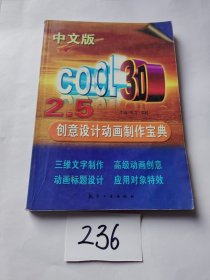 中文版
COOL 3D
2.5
创意设计动画制作宝典
三维文字制作 高级动画创意
动画标题设计 应用对象特效
236